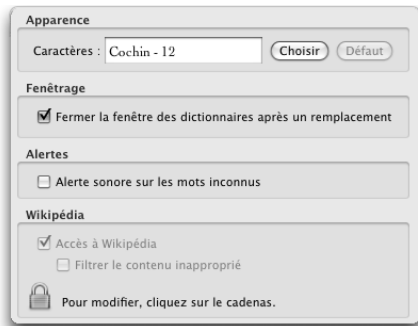 Apparence
Caractères : Cochin - 12 Choisir Défaut
Fenêtrage
Fermer la fenêtre des dictionnaires après un remplacement
Alertes
Alerte sonore sur les mots inconnus
Wikipédia
Accès à Wikipédia
Filtrer le contenu inapproprié
Pour modifier, cliquez sur le cadenas.